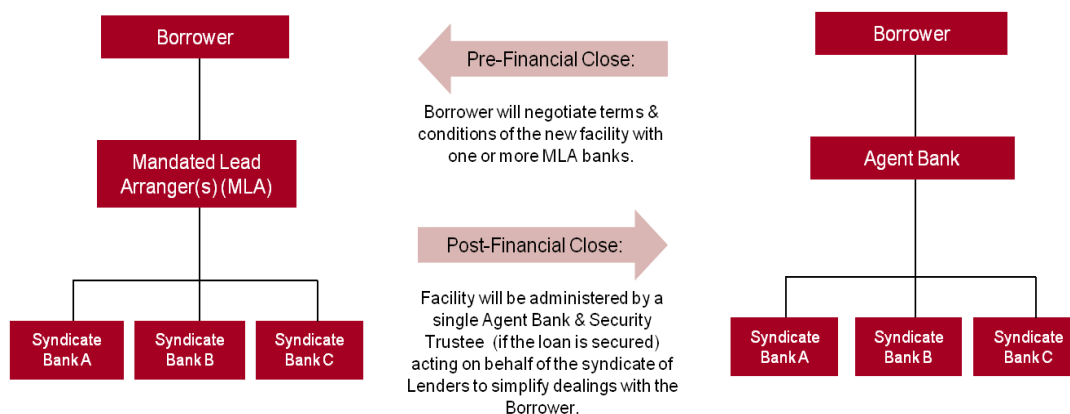 Borrower
Mandated Lead
Arranger(s) (MLA)
Syndicate
Bank A
Syndicate
Bank B
Syndicate
Bank C
Pre-Financial Close:
Borrower will negotiate terms &
conditions of the new facility with
one or more MLA banks.
Post-Financial Close:
Facility will be administered by a
single Agent Bank & Security
Trustee (if the loan is secured)
acting on behalf of the syndicate of
Lenders to simplify dealings with the
Borrower.
Borrower
Agent Bank
Syndicate
Bank A
Syndicate
Bank B
Syndicate
Bank C